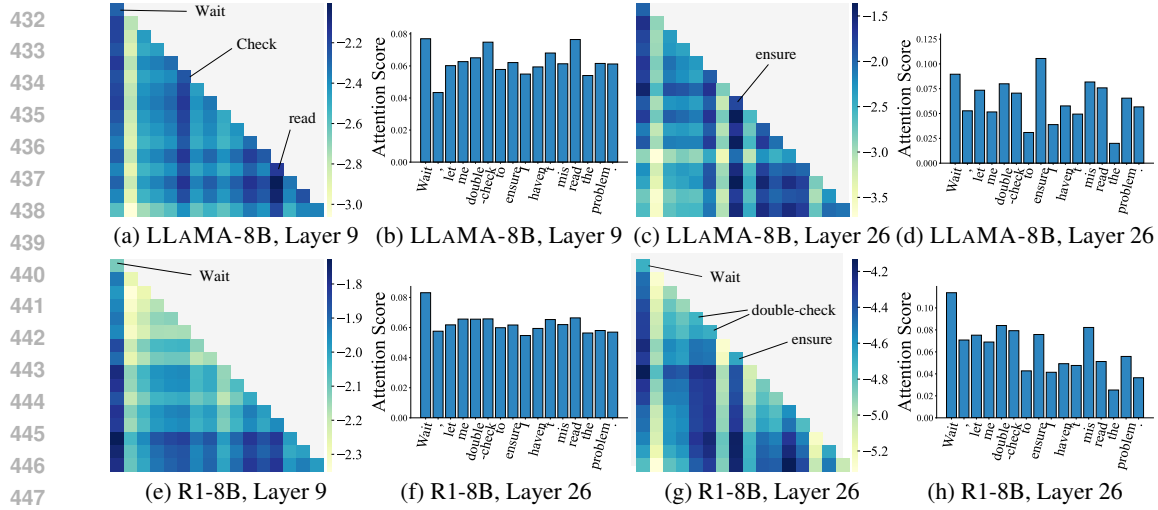 432
433
434
435
436
437
438
439
440
441
442
443
444
445
446
447
Wait
Check
read
−2.0
−2.2
−2.4
−2.6
−2.8
−3.0
(a) LLAMA-8B, Layer 9
Attention Score
0.08
0.06
0.04
0.02
0.00
Wait
,
let
me
double
-check
to
ensure
I
haven
't
mis
read
the
problem
.
(b) LLAMA-8B, Layer 9
ensure
−1.5
−2.0
−2.5
−3.0
−3.5
(c) LLAMA-8B, Layer 26
Attention Score
0.125
0.100
0.075
0.050
0.025
0.000
Wait
,
let
me
double
-check
to
ensure
I
haven
't
mis
read
the
problem
.
(d) LLAMA-8B, Layer 26
Wait
−1.8
−1.9
−2.0
−2.1
−2.2
−2.3
(e) R1-8B, Layer 9
Attention Score
0.08
0.06
0.04
0.02
0.00
Wait
,
let
me
double
-check
to
ensure
I
haven
't
mis
read
the
problem
.
(f) R1-8B, Layer 26
Wait
double-check
ensure
−4.2
−4.4
−4.6
−4.8
−5.0
−5.2
(g) R1-8B, Layer 26
Attention Score
0.10
0.08
0.06
0.04
0.02
0.00
Wait
,
let
me
double
-check
to
ensure
I
haven
't
mis
read
the
problem
.
(h) R1-8B, Layer 26